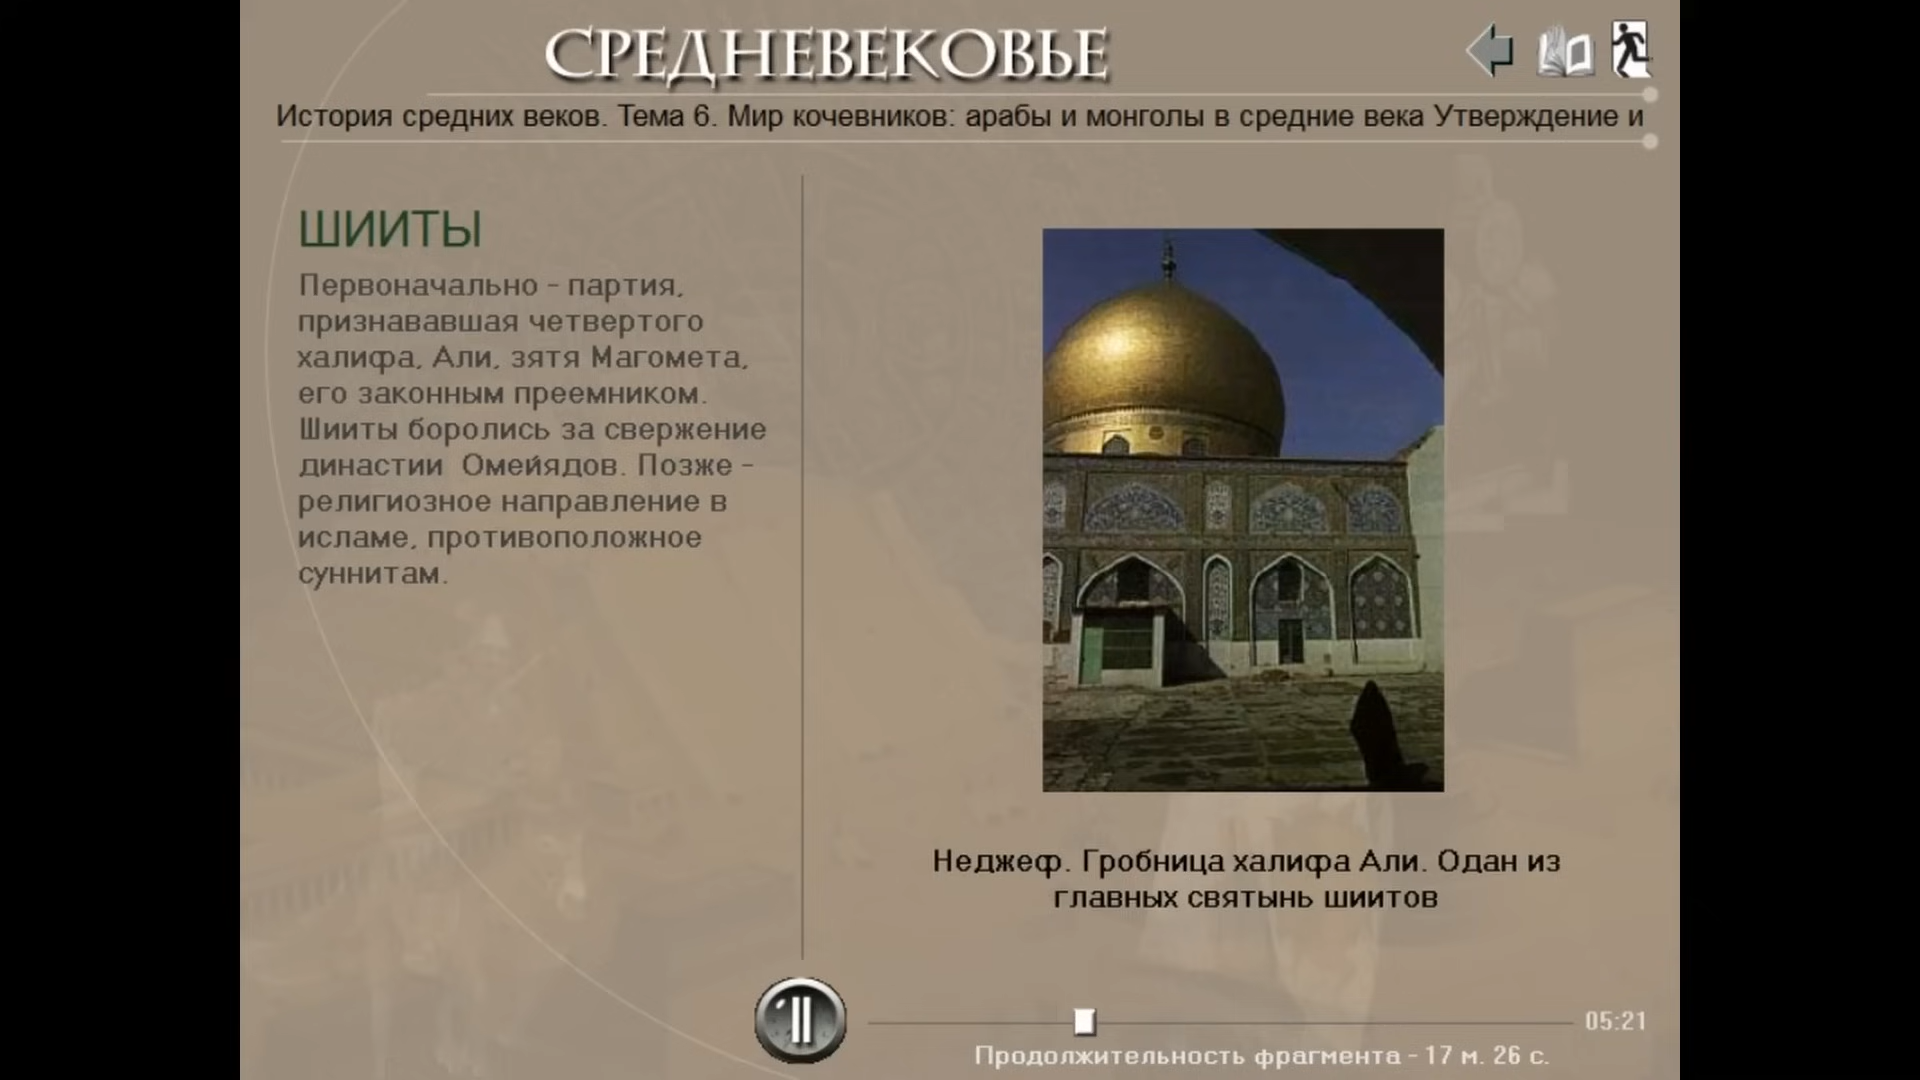 СРЕДНЕВЕКОВЬЕ
История средних веков. Тема 6. Мир кочевников: арабы и монголы в средние века Утверждение и
ШИИТЫ
Первоначально - партия,
признававшая четвертого
халифа, Али, зятя Магомета,
его законным преемником.
Шииты боролись за свержение
династии Омейядов. Позже -
религиозное направление в
исламе, противоположное
суннитам.
Неджеф. Гробница халифа Али. Одан из
главных святынь шиитов
05:21
Продолжительность фрагмента - 17 м. 26 с.